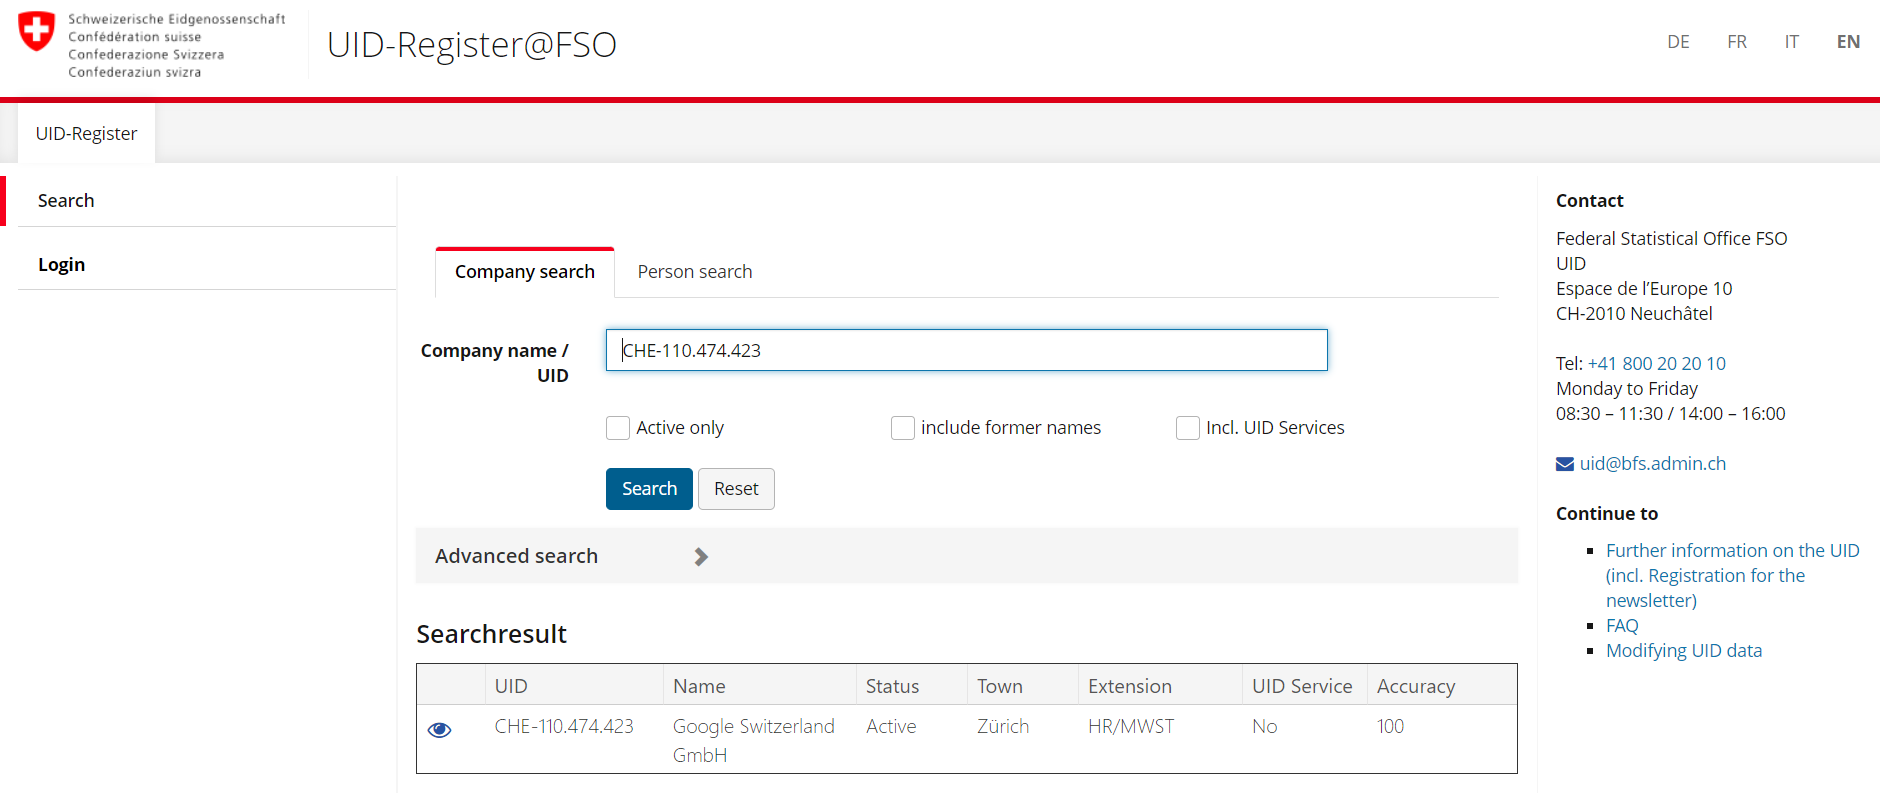 Schweizerische Eidgenossenschaft
Confédération suisse
Confederazione Svizzera
Confederaziun svizra
UID-Register@FSO
DE FR IT EN
UID-Register
Search
Login
Company search Person search
Company name /
UID
CHE-110.474.423
Active only include former names Incl. UID Services
Search Reset
Advanced search
Searchresult
UID Name Status Town Extension UID Service Accuracy
CHE-110.474.423 Google Switzerland Active Zürich HR/MWST No 100
GmbH
Contact
Federal Statistical Office FSO
UID
Espace de l’Europe 10
CH-2010 Neuchâtel
Tel: +41 800 20 20 10
Monday to Friday
08:30 – 11:30 / 14:00 – 16:00
uid@bfs.admin.ch
Continue to
Further information on the UID
(incl. Registration for the
newsletter)
FAQ
Modifying UID data